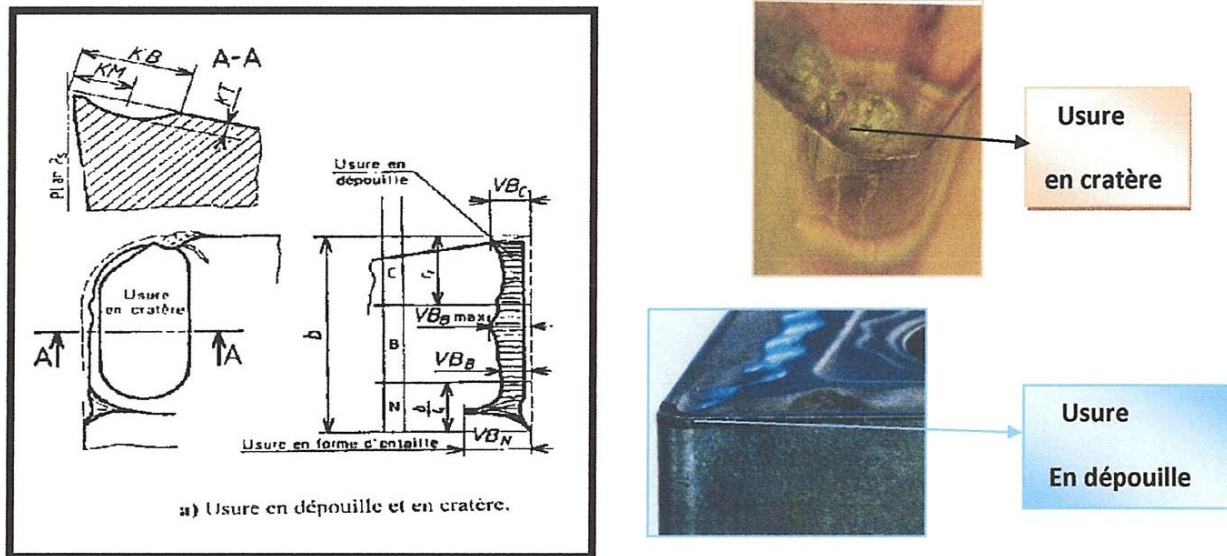 KB
A-A
KM
KT
Plan
Usure en
dépouille
VBC
C
Usure
en cratère
b
VBB max
A
A
B
VBB
N
VBN
Usure en forme d'entaille
a) Usure en dépouille et en cratère.
Usure
en cratère
Usure
En dépouille